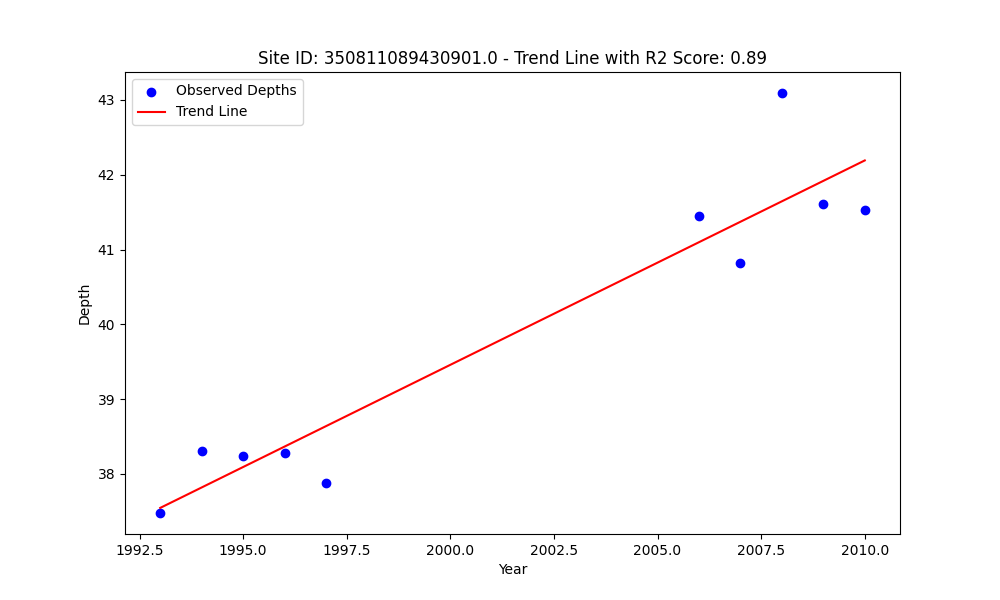 Site ID: 350811089430901.0 - Trend Line with R2 Score: 0.89
Observed Depths
Trend Line
43
42
41
40
39
38
Depth
1992.5 1995.0 1997.5 2000.0 2002.5 2005.0 2007.5 2010.0
Year